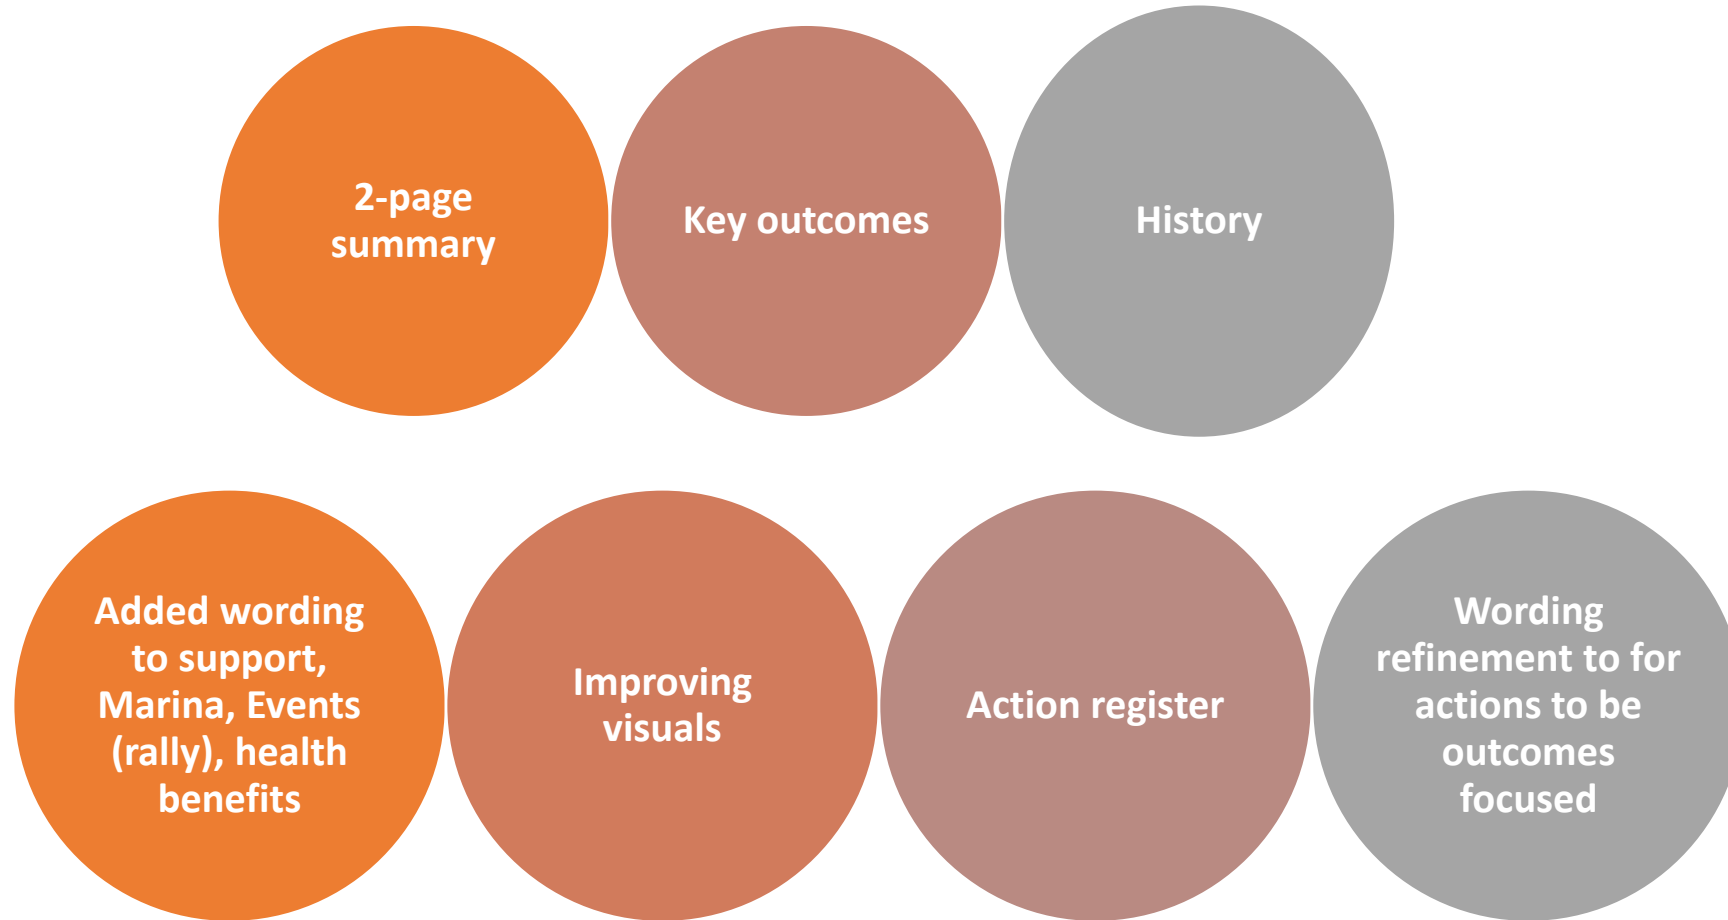 2-page
summary
Key outcomes
History
Added wording
to support,
Marina, Events
(rally), health
benefits
Improving
visuals
Action register
Wording
refinement to for
actions to be
outcomes
focused